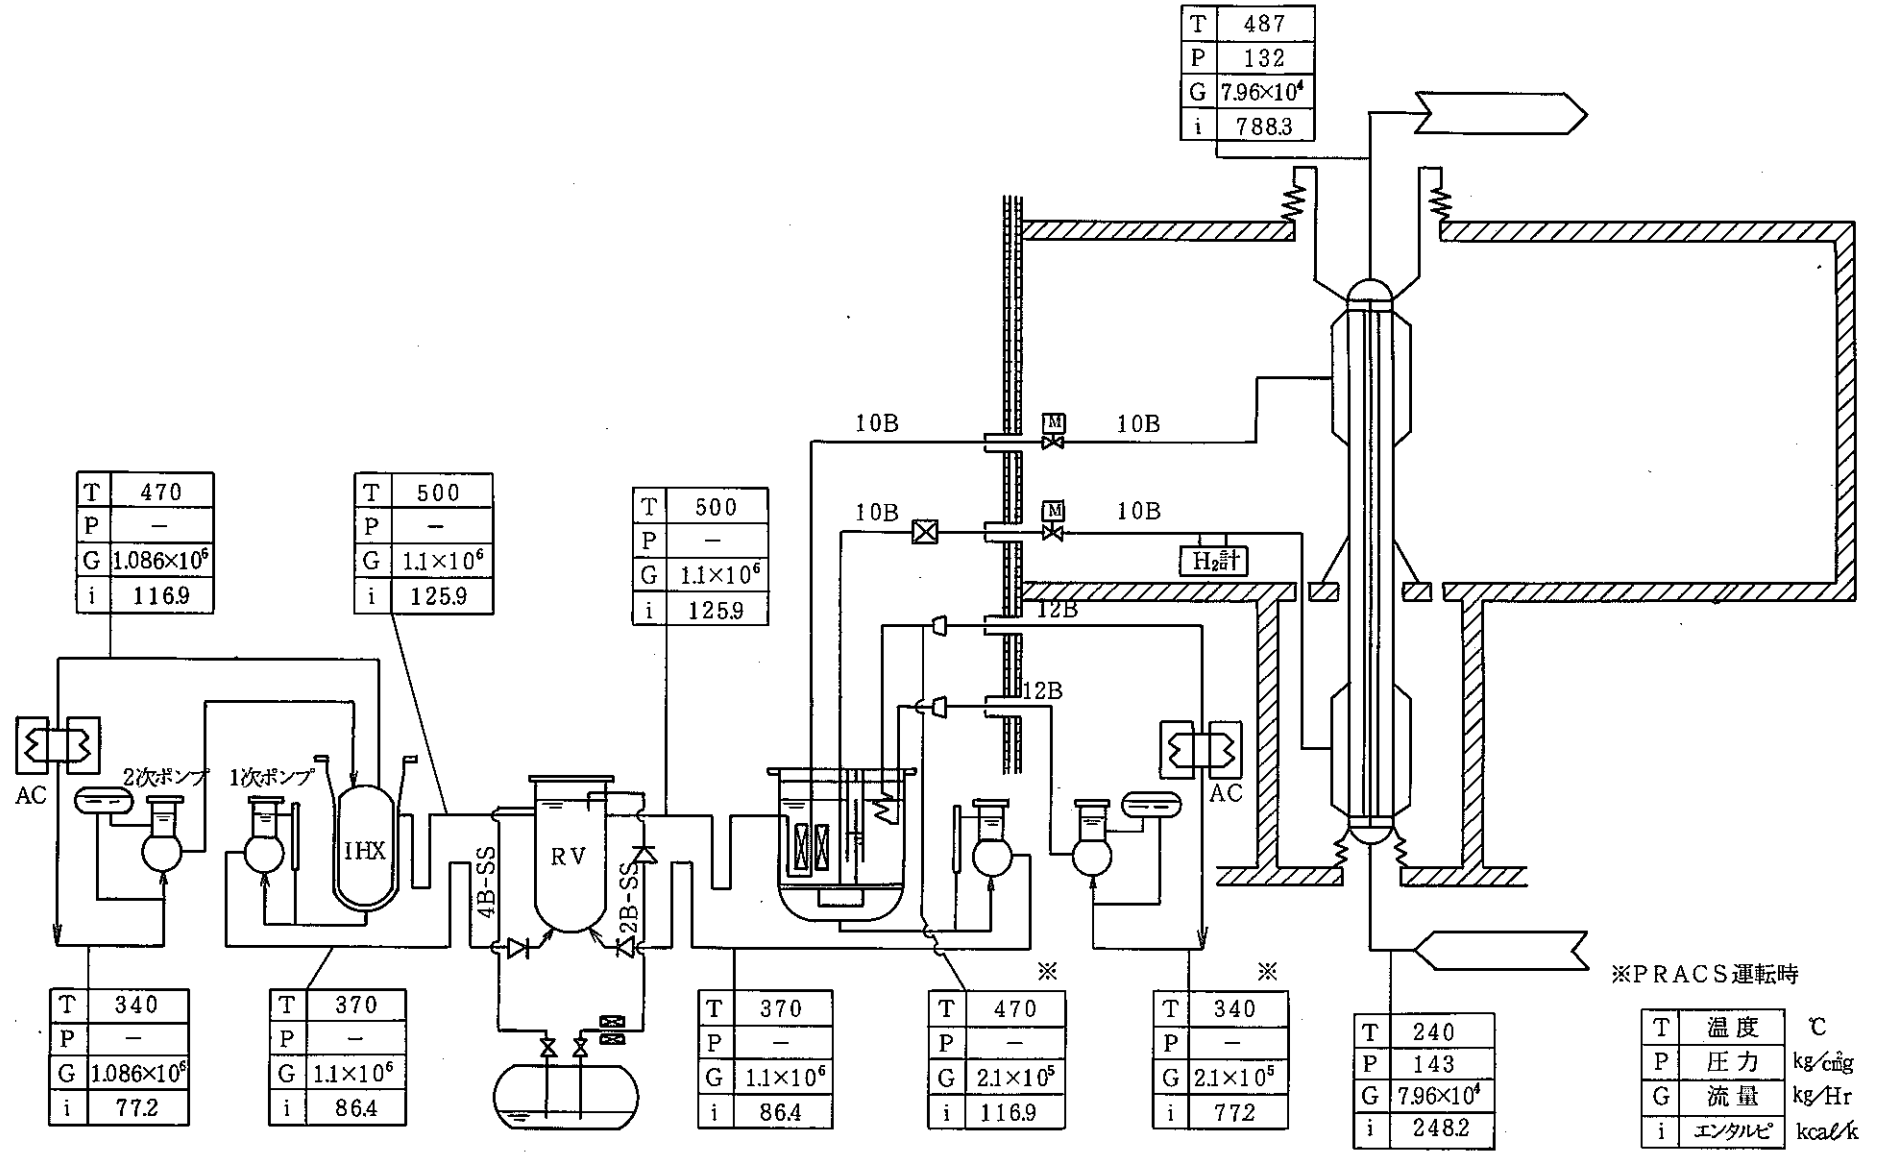 T 487
P 132
G 7.96×10⁴
i 788.3
10B
M
10B
10B
M
10B
H₂計
12B
12B
T 470
P −
G 1.086×10⁶
i 116.9
T 500
P −
G 1.1×10⁶
i 125.9
T 500
P −
G 1.1×10⁶
i 125.9
AC
2次ポンプ
1次ポンプ
IHX
RV
4B-SS
2B-SS
AC
T 340
P −
G 1.086×10⁶
i 77.2
T 370
P −
G 1.1×10⁶
i 86.4
T 370
P −
G 1.1×10⁶
i 86.4
※
T 470
P −
G 2.1×10⁵
i 116.9
※
T 340
P −
G 2.1×10⁵
i 77.2
T 240
P 143
G 7.96×10⁴
i 248.2
※PRACS運転時
T 温度 ℃
P 圧力 kg/cm²g
G 流量 kg/Hr
i エンタルピ kcaℓ/k